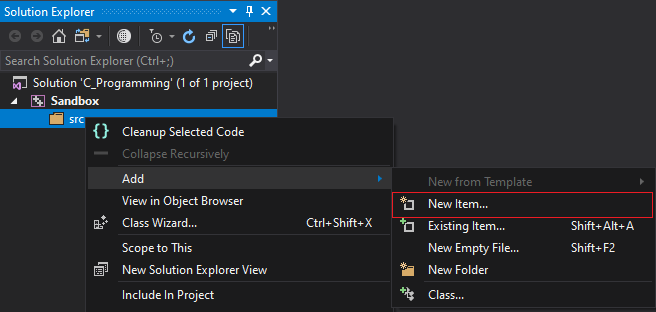 Solution Explorer
Search Solution Explorer (Ctrl+;)
Solution 'C_Programming' (1 of 1 project)
Sandbox
src
Cleanup Selected Code
Collapse Recursively
Add
View in Object Browser
Class Wizard... Ctrl+Shift+X
Scope to This
New Solution Explorer View
Include In Project
New from Template
New Item...
Existing Item... Shift+Alt+A
New Empty File... Shift+F2
New Folder
Class...